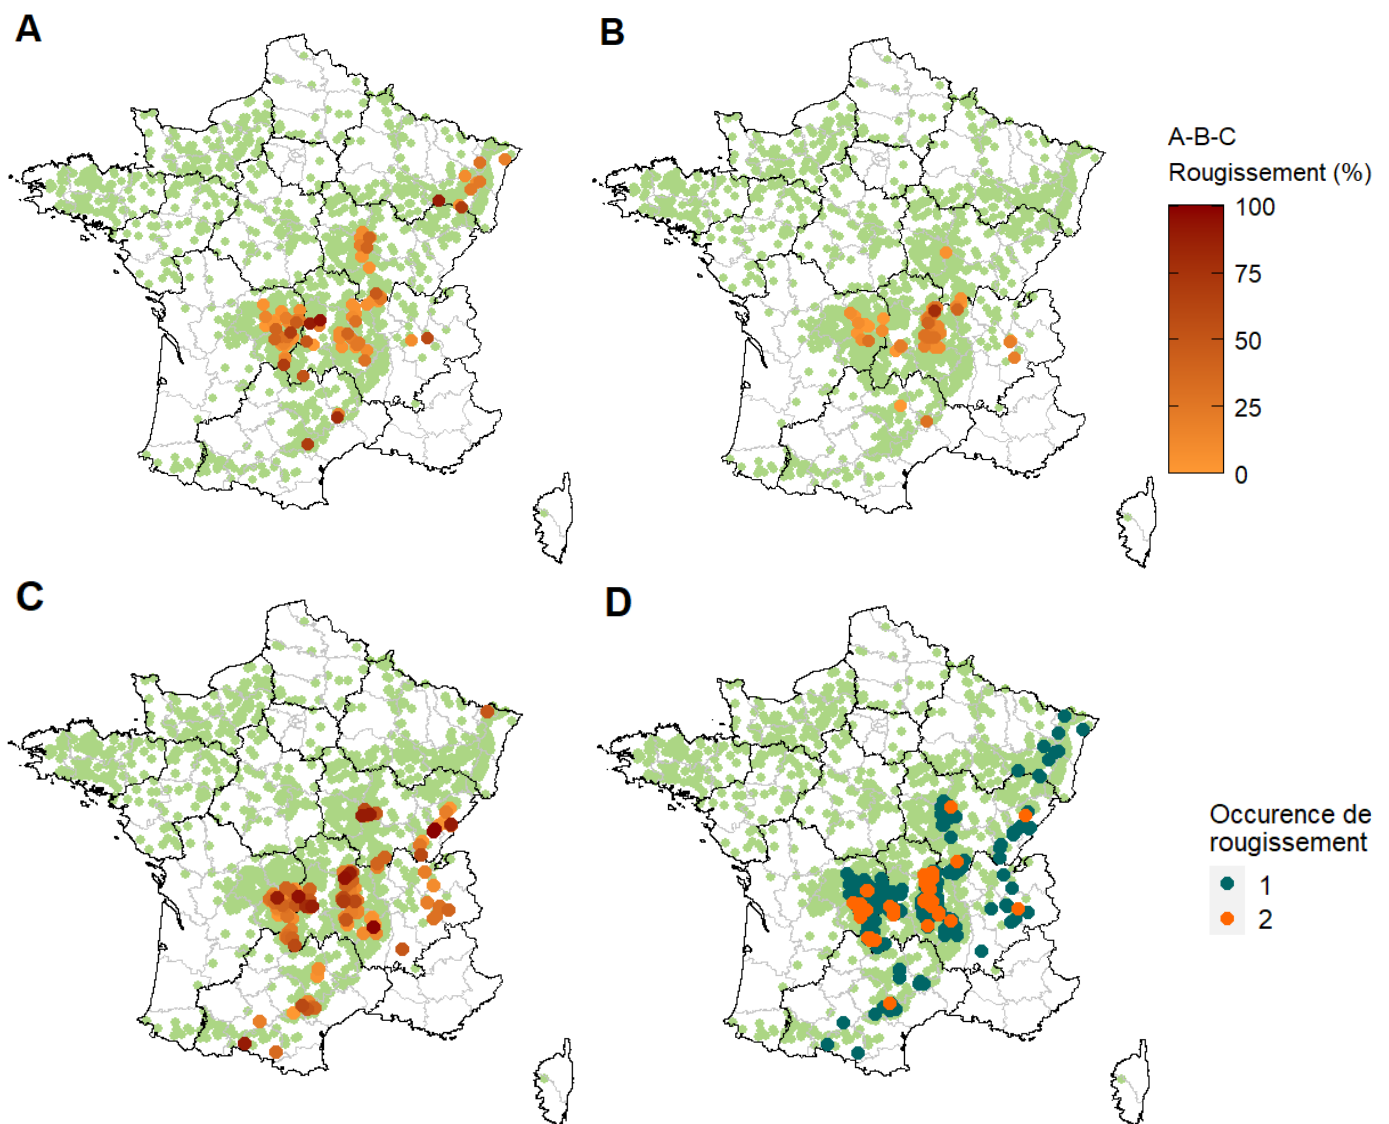 A
B
A-B-C
Rougissement (%)
100
75
50
25
0
C
D
Occurence de
rougissement
1
2